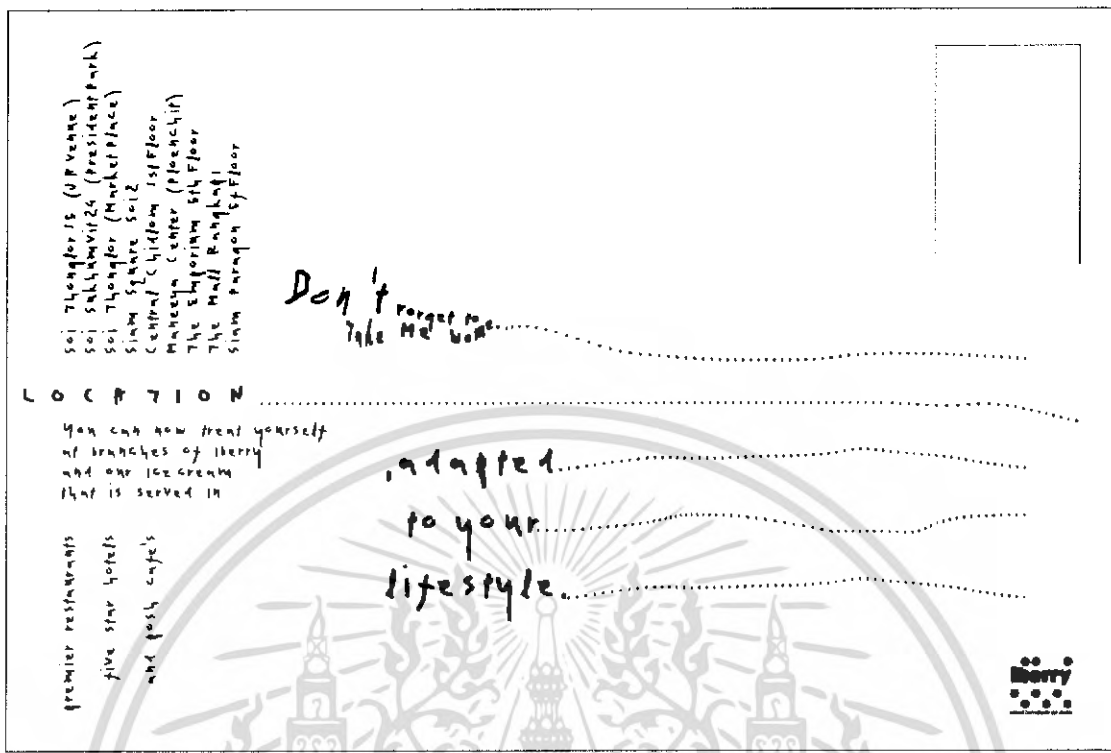 Soi Thonglor 15 (JP Venue)
Soi Sukhumvit 24 (President Park)
Soi Thonglor (Market Place)
Siam Square Soi 2
Central Chidlom 1st Floor
Maneeya Center (Ploenchit)
The Emporium 5th Floor
The Mall Bangkapi
Siam Paragon Floor
Don't
Forget to
Take Me Home
LOCATION
You can now treat yourself
at branches of Iberry
and our Ice cream
that is served in
,adapted
to your
lifestyle.
premier restaurants
five star hotels
and posh cafe's
iberry